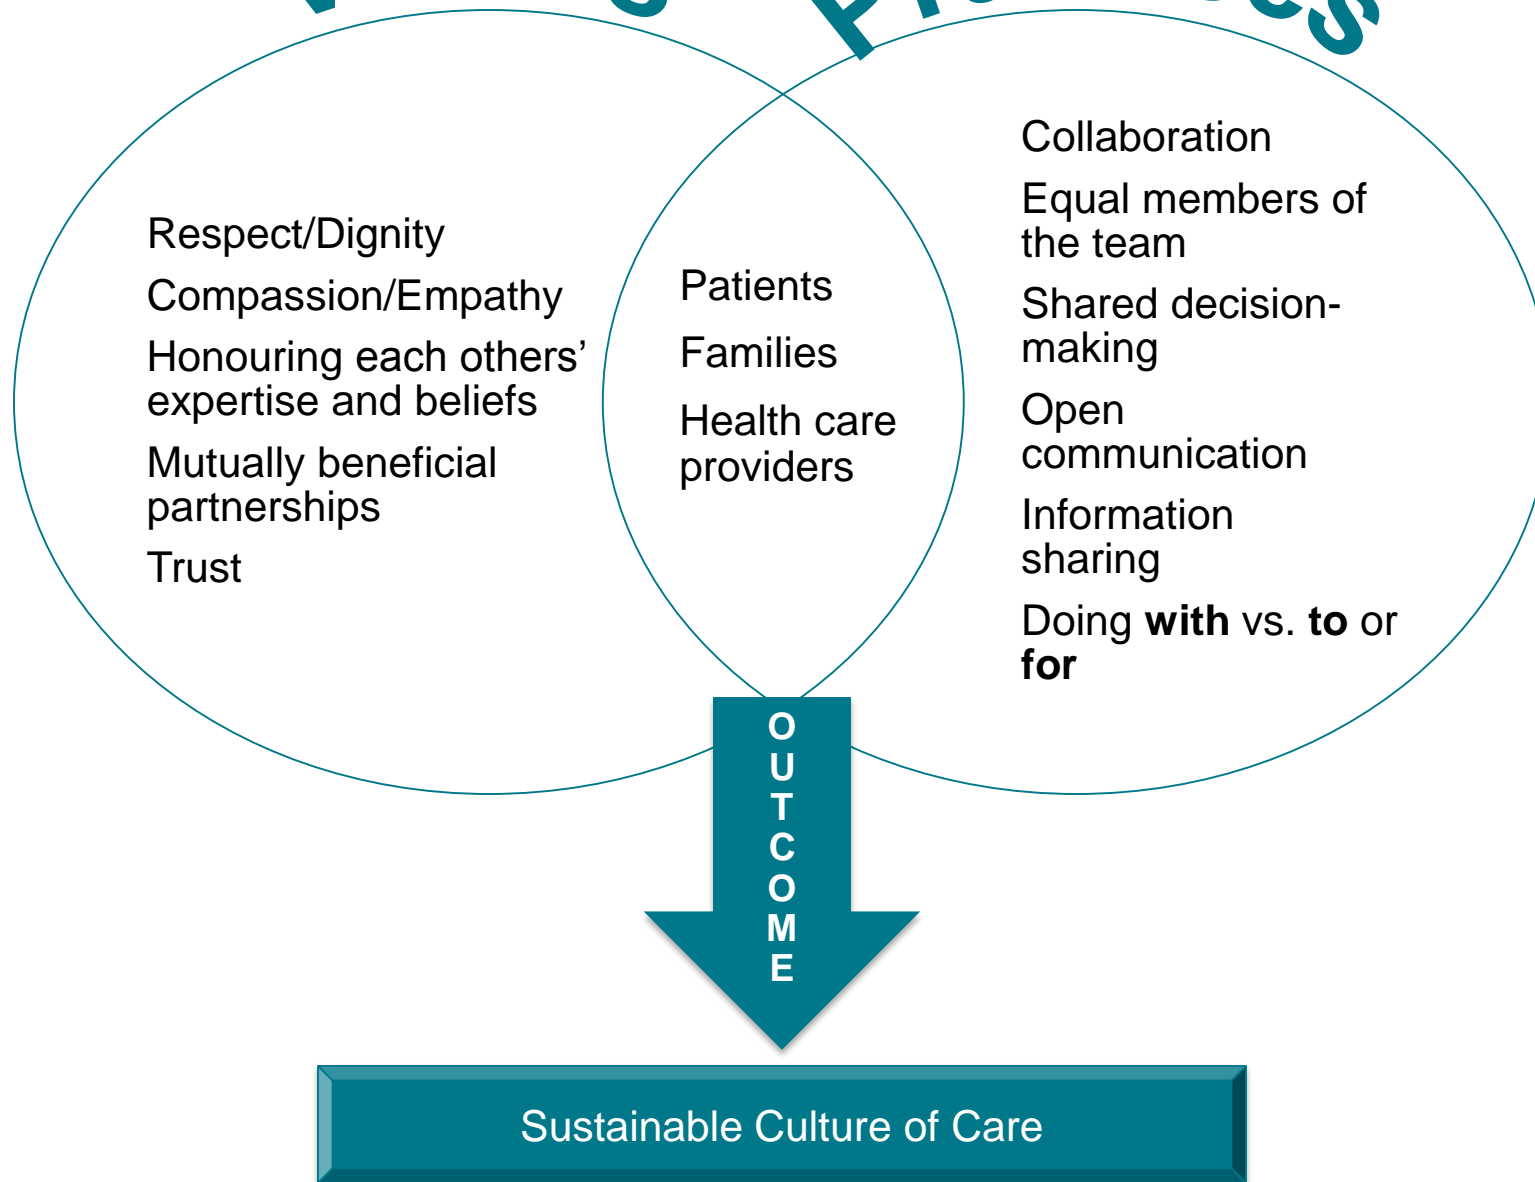 Respect/Dignity
Compassion/Empathy
Honouring each others’
expertise and beliefs
Mutually beneficial
partnerships
Trust
Patients
Families
Health care
providers
Collaboration
Equal members of
the team
Shared decision-
making
Open
communication
Information
sharing
Doing with vs. to or
for
OUTCOME
Sustainable Culture of Care